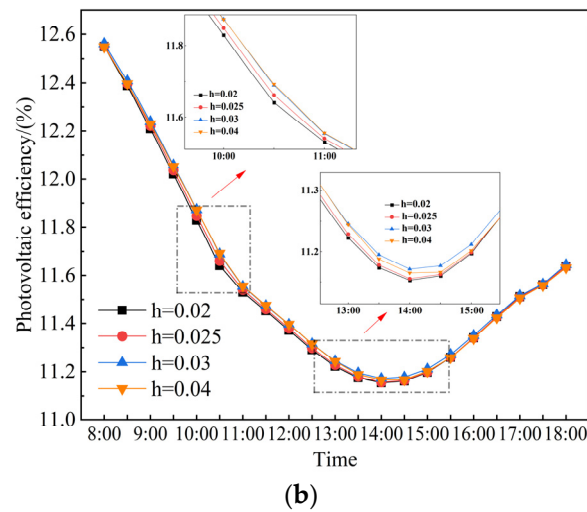 12.6
12.4
12.2
12.0
11.8
11.6
11.4
11.2
11.0
Photovoltaic efficiency/(%)
11.8
11.6
h=0.02
h=0.025
h=0.03
h=0.04
10:00 11:00
11.3
11.2
h=0.02
h=0.025
h=0.03
h=0.04
13:00 14:00 15:00
h=0.02
h=0.025
h=0.03
h=0.04
8:00 9:00 10:00 11:00 12:00 13:00 14:00 15:00 16:00 17:00 18:00
Time
(b)